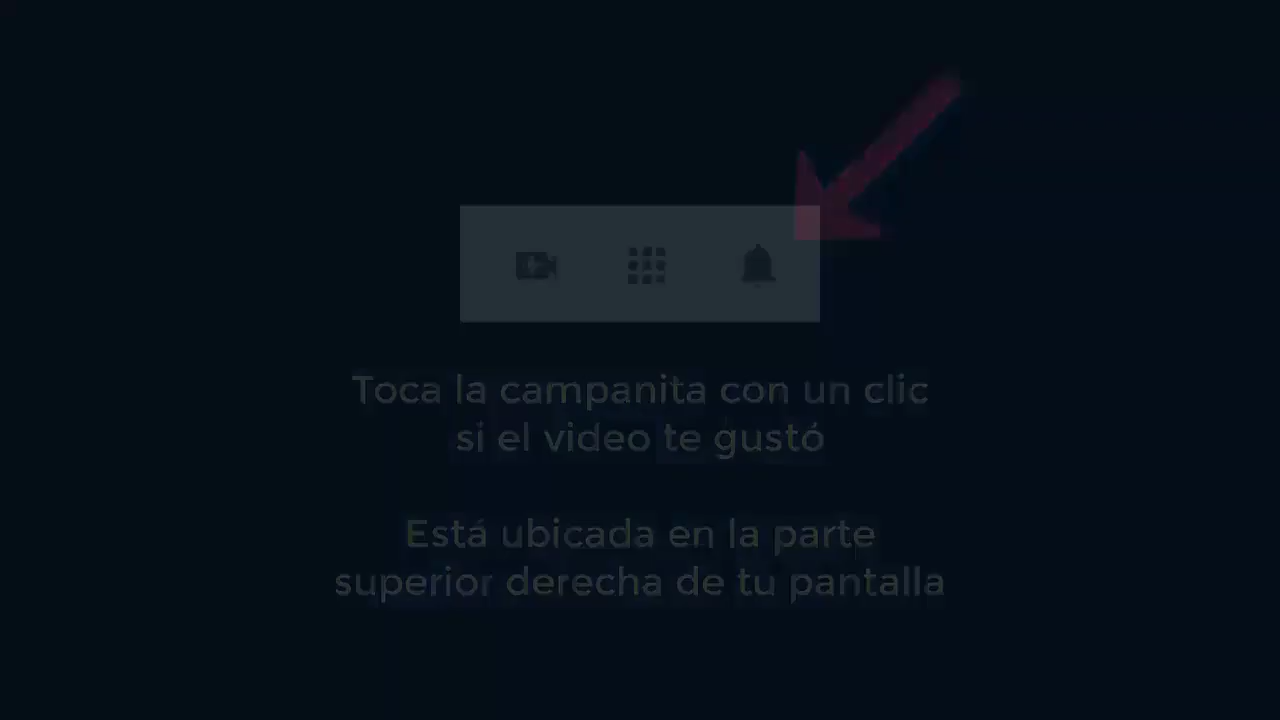 Toca la campanita con un clic
si el video te gustó
Está ubicada en la parte
superior derecha de tu pantalla